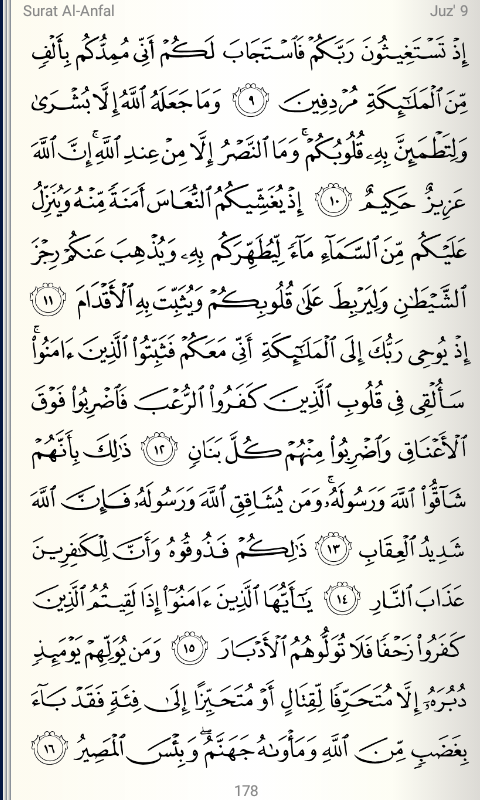 Surat Al-Anfal Juz' 9
إِذْ تَسْتَغِيثُونَ رَبَّكُمْ فَٱسْتَجَابَ لَكُمْ أَنِّى مُمِدُّكُم بِأَلْفٍ
مِّنَ ٱلْمَلَـٰٓئِكَةِ مُرْدِفِينَ ٩ وَمَا جَعَلَهُ ٱللَّهُ إِلَّا بُشْرَىٰ
وَلِتَطْمَئِنَّ بِهِۦ قُلُوبُكُمْ ۚ وَمَا ٱلنَّصْرُ إِلَّا مِنْ عِندِ ٱللَّهِ ۚ إِنَّ ٱللَّهَ
عَزِيزٌ حَكِيمٌ ١٠ إِذْ يُغَشِّيكُمُ ٱلنُّعَاسَ أَمَنَةً مِّنْهُ وَيُنَزِّلُ
عَلَيْكُم مِّنَ ٱلسَّمَآءِ مَآءً لِّيُطَهِّرَكُم بِهِۦ وَيُذْهِبَ عَنكُمْ رِجْزَ
ٱلشَّيْطَـٰنِ وَلِيَرْبِطَ عَلَىٰ قُلُوبِكُمْ وَيُثَبِّتَ بِهِ ٱلْأَقْدَامَ ١١
إِذْ يُوحِى رَبُّكَ إِلَى ٱلْمَلَـٰٓئِكَةِ أَنِّى مَعَكُمْ فَثَبِّتُوا۟ ٱلَّذِينَ ءَامَنُوا۟ ۚ
سَأُلْقِى فِى قُلُوبِ ٱلَّذِينَ كَفَرُوا۟ ٱلرُّعْبَ فَٱضْرِبُوا۟ فَوْقَ
ٱلْأَعْنَاقِ وَٱضْرِبُوا۟ مِنْهُمْ كُلَّ بَنَانٍ ١٢ ذَٰلِكَ بِأَنَّهُمْ
شَآقُّوا۟ ٱللَّهَ وَرَسُولَهُۥ ۚ وَمَن يُشَاقِقِ ٱللَّهَ وَرَسُولَهُۥ فَإِنَّ ٱللَّهَ
شَدِيدُ ٱلْعِقَابِ ١٣ ذَٰلِكُمْ فَذُوقُوهُ وَأَنَّ لِلْكَـٰفِرِينَ
عَذَابَ ٱلنَّارِ ١٤ يَـٰٓأَيُّهَا ٱلَّذِينَ ءَامَنُوٓا۟ إِذَا لَقِيتُمُ ٱلَّذِينَ
كَفَرُوا۟ زَحْفًا فَلَا تُوَلُّوهُمُ ٱلْأَدْبَارَ ١٥ وَمَن يُوَلِّهِمْ يَوْمَئِذٍ
دُبُرَهُۥٓ إِلَّا مُتَحَرِّفًا لِّقِتَالٍ أَوْ مُتَحَيِّزًا إِلَىٰ فِئَةٍ فَقَدْ بَآءَ
بِغَضَبٍ مِّنَ ٱللَّهِ وَمَأْوَىٰهُ جَهَنَّمُ ۖ وَبِئْسَ ٱلْمَصِيرُ ١٦
178